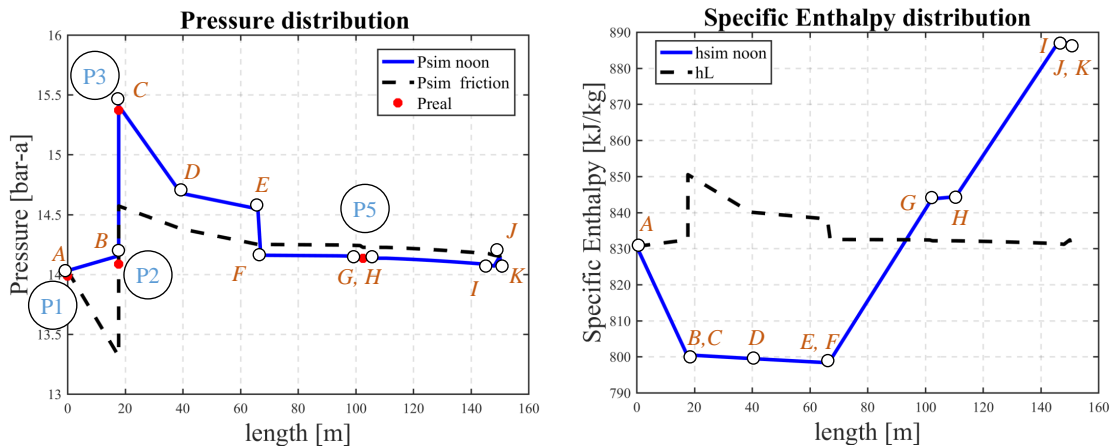 Pressure distribution
16
15.5
15
14.5
14
13.5
13
Pressure [bar-a]
0
20
40
60
80
100
120
140
160
length [m]
Psim noon
Psim friction
Preal
P3
C
D
E
P5
A
B
P2
P1
F
G, H
I
J
K
Specific Enthalpy distribution
890
880
870
860
850
840
830
820
810
800
790
Specific Enthalpy [kJ/kg]
0
20
40
60
80
100
120
140
160
length [m]
hsim noon
hL
A
B,C
D
E, F
G
H
I
J, K